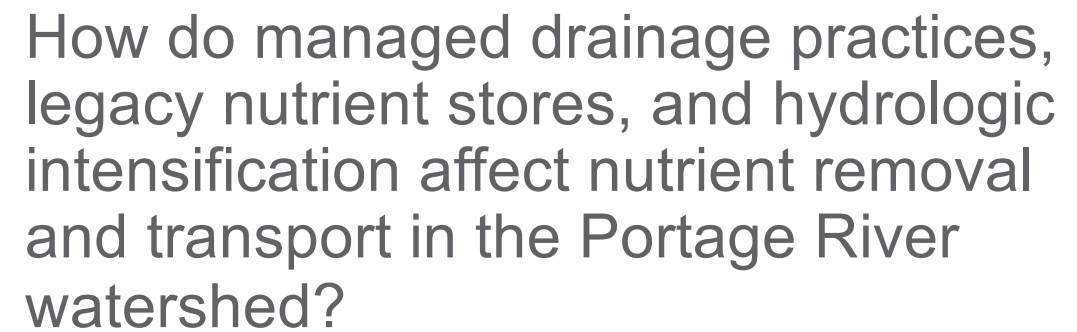 How do managed drainage practices,
legacy nutrient stores, and hydrologic
intensification affect nutrient removal
and transport in the Portage River
watershed?